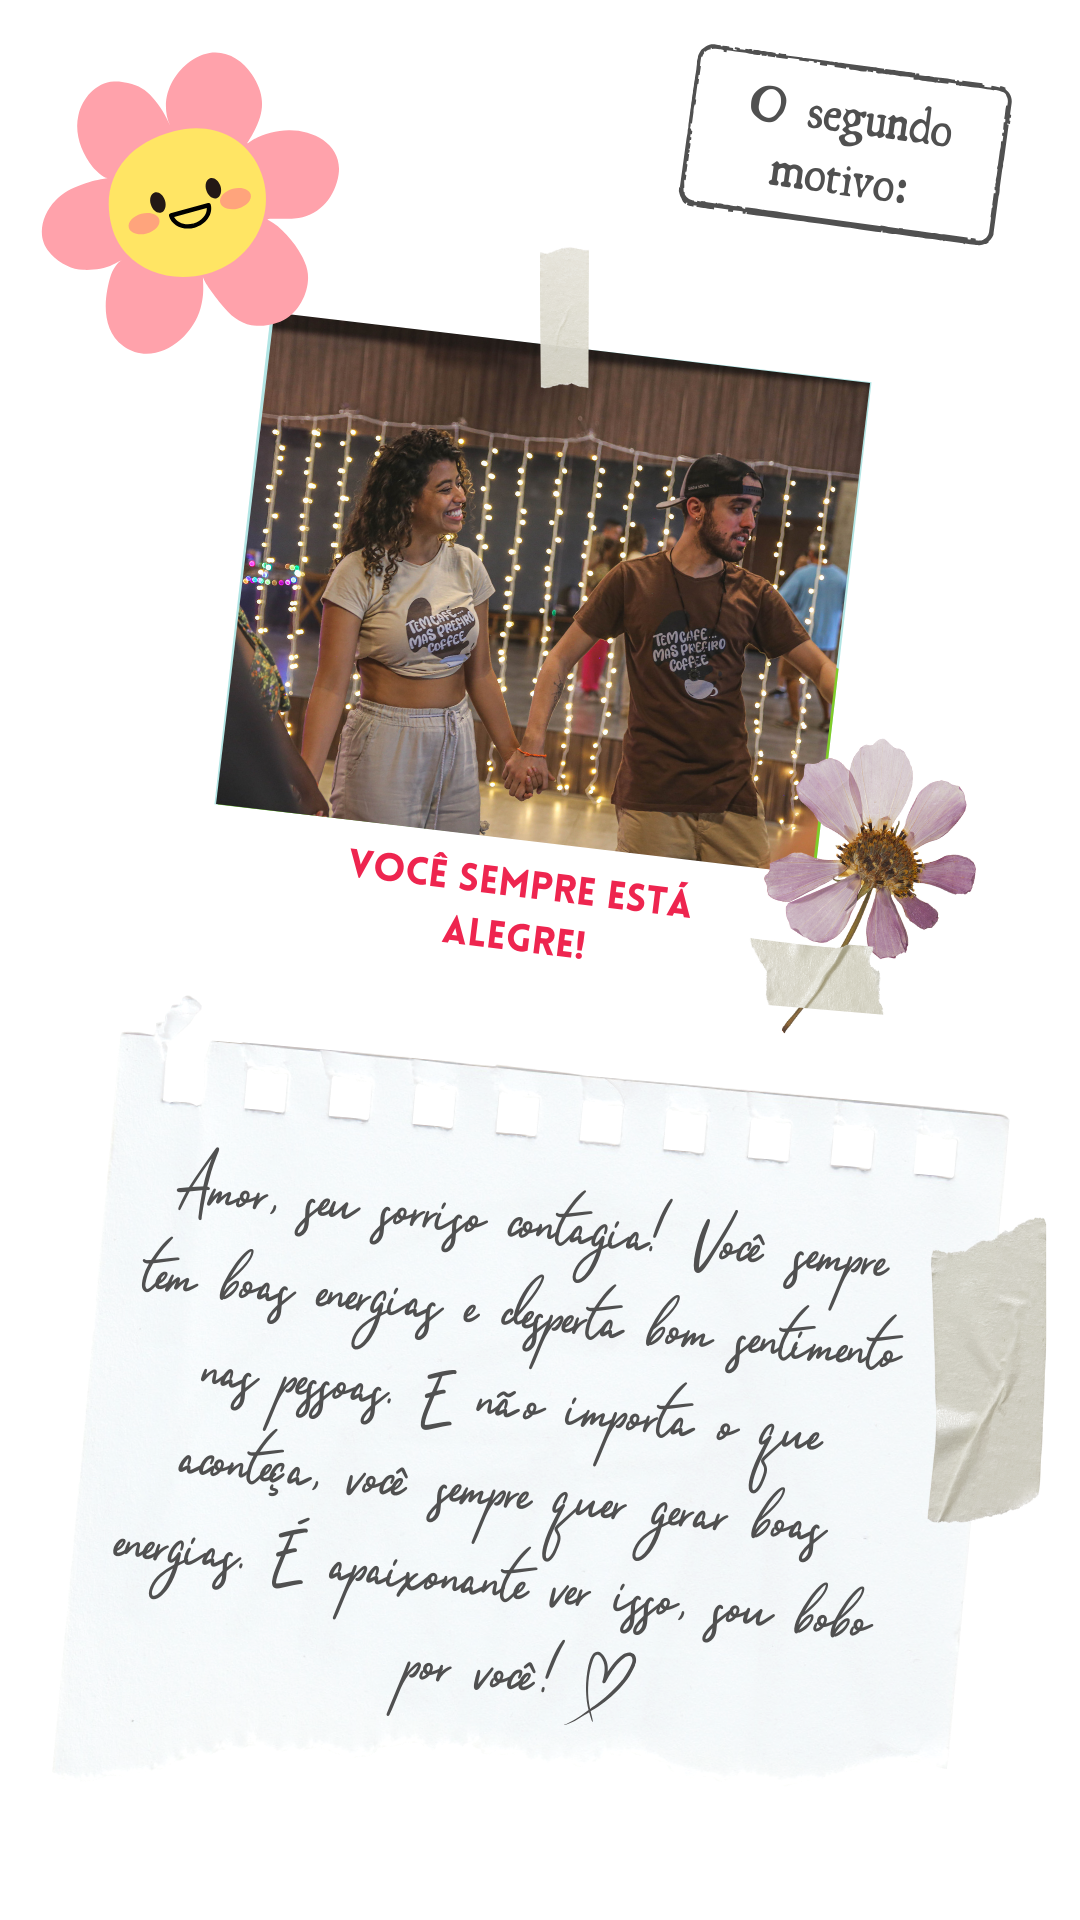 O segundo
motivo:
TEM CAFÉ...
MAS PREFIRO
COFFEE
TEM CAFÉ...
MAS PREFIRO
COFFEE
VOCÊ SEMPRE ESTÁ
ALEGRE!
Amor, seu sorriso contagia! Você sempre
tem boas energias e desperta bom sentimento
nas pessoas. E não importa o que
aconteça, você sempre quer gerar boas
energias. É apaixonante ver isso, sou bobo
por você!